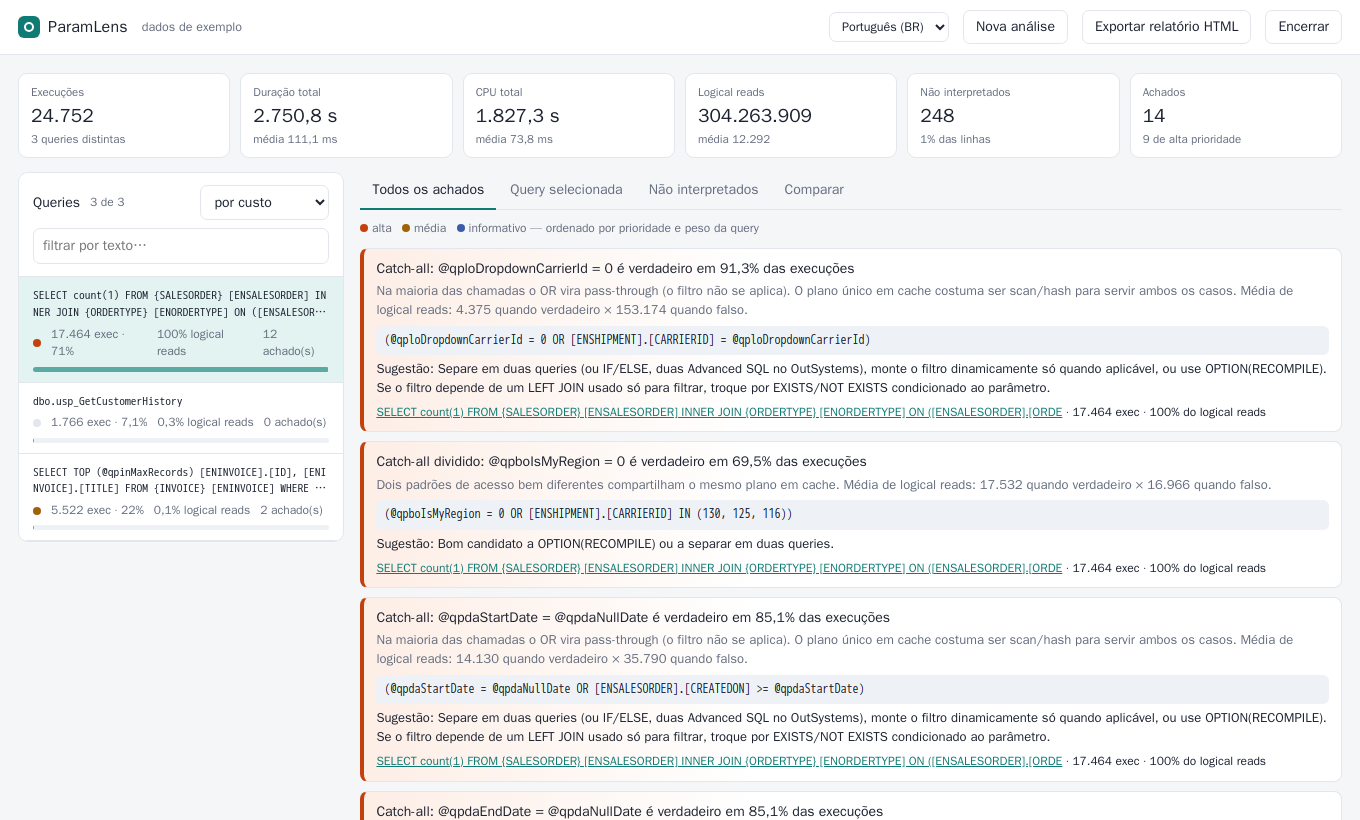 ParamLens dados de exemplo Português (BR) Nova análise Exportar relatório HTML Encerrar
Execuções
24.752
3 queries distintas
Duração total
2.750,8 s
média 111,1 ms
CPU total
1.827,3 s
média 73,8 ms
Logical reads
304.263.909
média 12.292
Não interpretados
248
1% das linhas
Achados
14
9 de alta prioridade
Queries 3 de 3 por custo
filtrar por texto···
SELECT count(1) FROM {SALESORDER} [ENSALESORDER] IN
NER JOIN {ORDERTYPE} [ENORDERTYPE] ON ([ENSALESOR···
17.464 exec · 71% 100% logical reads 12 achado(s)
dbo.usp_GetCustomerHistory
1.766 exec · 7,1% 0,3% logical reads 0 achado(s)
SELECT TOP (@qpinMaxRecords) [ENINVOICE].[ID], [ENI
NVOICE].[TITLE] FROM {INVOICE} [ENINVOICE] WHERE ···
5.522 exec · 22% 0,1% logical reads 2 achado(s)
Todos os achados Query selecionada Não interpretados Comparar
alta média informativo — ordenado por prioridade e peso da query
Catch-all: @qploDropdownCarrierId = 0 é verdadeiro em 91,3% das execuções
Na maioria das chamadas o OR vira pass-through (o filtro não se aplica). O plano único em cache costuma ser scan/hash para servir ambos os casos. Média de
logical reads: 4.375 quando verdadeiro × 153.174 quando falso.
(@qploDropdownCarrierId = 0 OR [ENSHIPMENT].[CARRIERID] = @qploDropdownCarrierId)
Sugestão: Separe em duas queries (ou IF/ELSE, duas Advanced SQL no OutSystems), monte o filtro dinamicamente só quando aplicável, ou use OPTION(RECOMPILE).
Se o filtro depende de um LEFT JOIN usado só para filtrar, troque por EXISTS/NOT EXISTS condicionado ao parâmetro.
SELECT count(1) FROM {SALESORDER} [ENSALESORDER] INNER JOIN {ORDERTYPE} [ENORDERTYPE] ON ([ENSALESORDER].[ORDE · 17.464 exec · 100% do logical reads
Catch-all dividido: @qpboIsMyRegion = 0 é verdadeiro em 69,5% das execuções
Dois padrões de acesso bem diferentes compartilham o mesmo plano em cache. Média de logical reads: 17.532 quando verdadeiro × 16.966 quando falso.
(@qpboIsMyRegion = 0 OR [ENSHIPMENT].[CARRIERID] IN (130, 125, 116))
Sugestão: Bom candidato a OPTION(RECOMPILE) ou a separar em duas queries.
SELECT count(1) FROM {SALESORDER} [ENSALESORDER] INNER JOIN {ORDERTYPE} [ENORDERTYPE] ON ([ENSALESORDER].[ORDE · 17.464 exec · 100% do logical reads
Catch-all: @qpdaStartDate = @qpdaNullDate é verdadeiro em 85,1% das execuções
Na maioria das chamadas o OR vira pass-through (o filtro não se aplica). O plano único em cache costuma ser scan/hash para servir ambos os casos. Média de
logical reads: 14.130 quando verdadeiro × 35.790 quando falso.
(@qpdaStartDate = @qpdaNullDate OR [ENSALESORDER].[CREATEDON] >= @qpdaStartDate)
Sugestão: Separe em duas queries (ou IF/ELSE, duas Advanced SQL no OutSystems), monte o filtro dinamicamente só quando aplicável, ou use OPTION(RECOMPILE).
Se o filtro depende de um LEFT JOIN usado só para filtrar, troque por EXISTS/NOT EXISTS condicionado ao parâmetro.
SELECT count(1) FROM {SALESORDER} [ENSALESORDER] INNER JOIN {ORDERTYPE} [ENORDERTYPE] ON ([ENSALESORDER].[ORDE · 17.464 exec · 100% do logical reads
Catch-all: @qpdaEndDate = @qpdaNullDate é verdadeiro em 85,1% das execuções